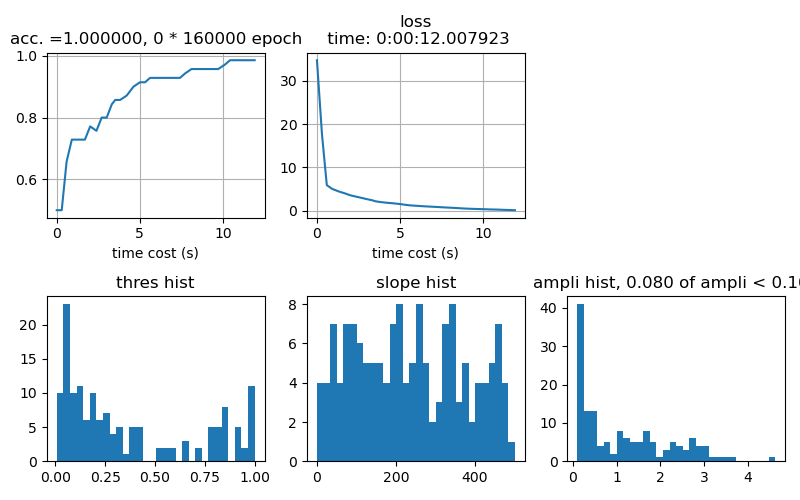 acc. =1.000000, 0 * 160000 epoch
loss
time: 0:00:12.007923
1.0
0.8
0.6
0 5 10
time cost (s)
30
20
10
0
0 5 10
time cost (s)
thres hist
20
15
10
5
0
0.00 0.25 0.50 0.75 1.00
slope hist
8
6
4
2
0
0 200 400
ampli hist, 0.080 of ampli < 0.10
40
30
20
10
0
0 1 2 3 4